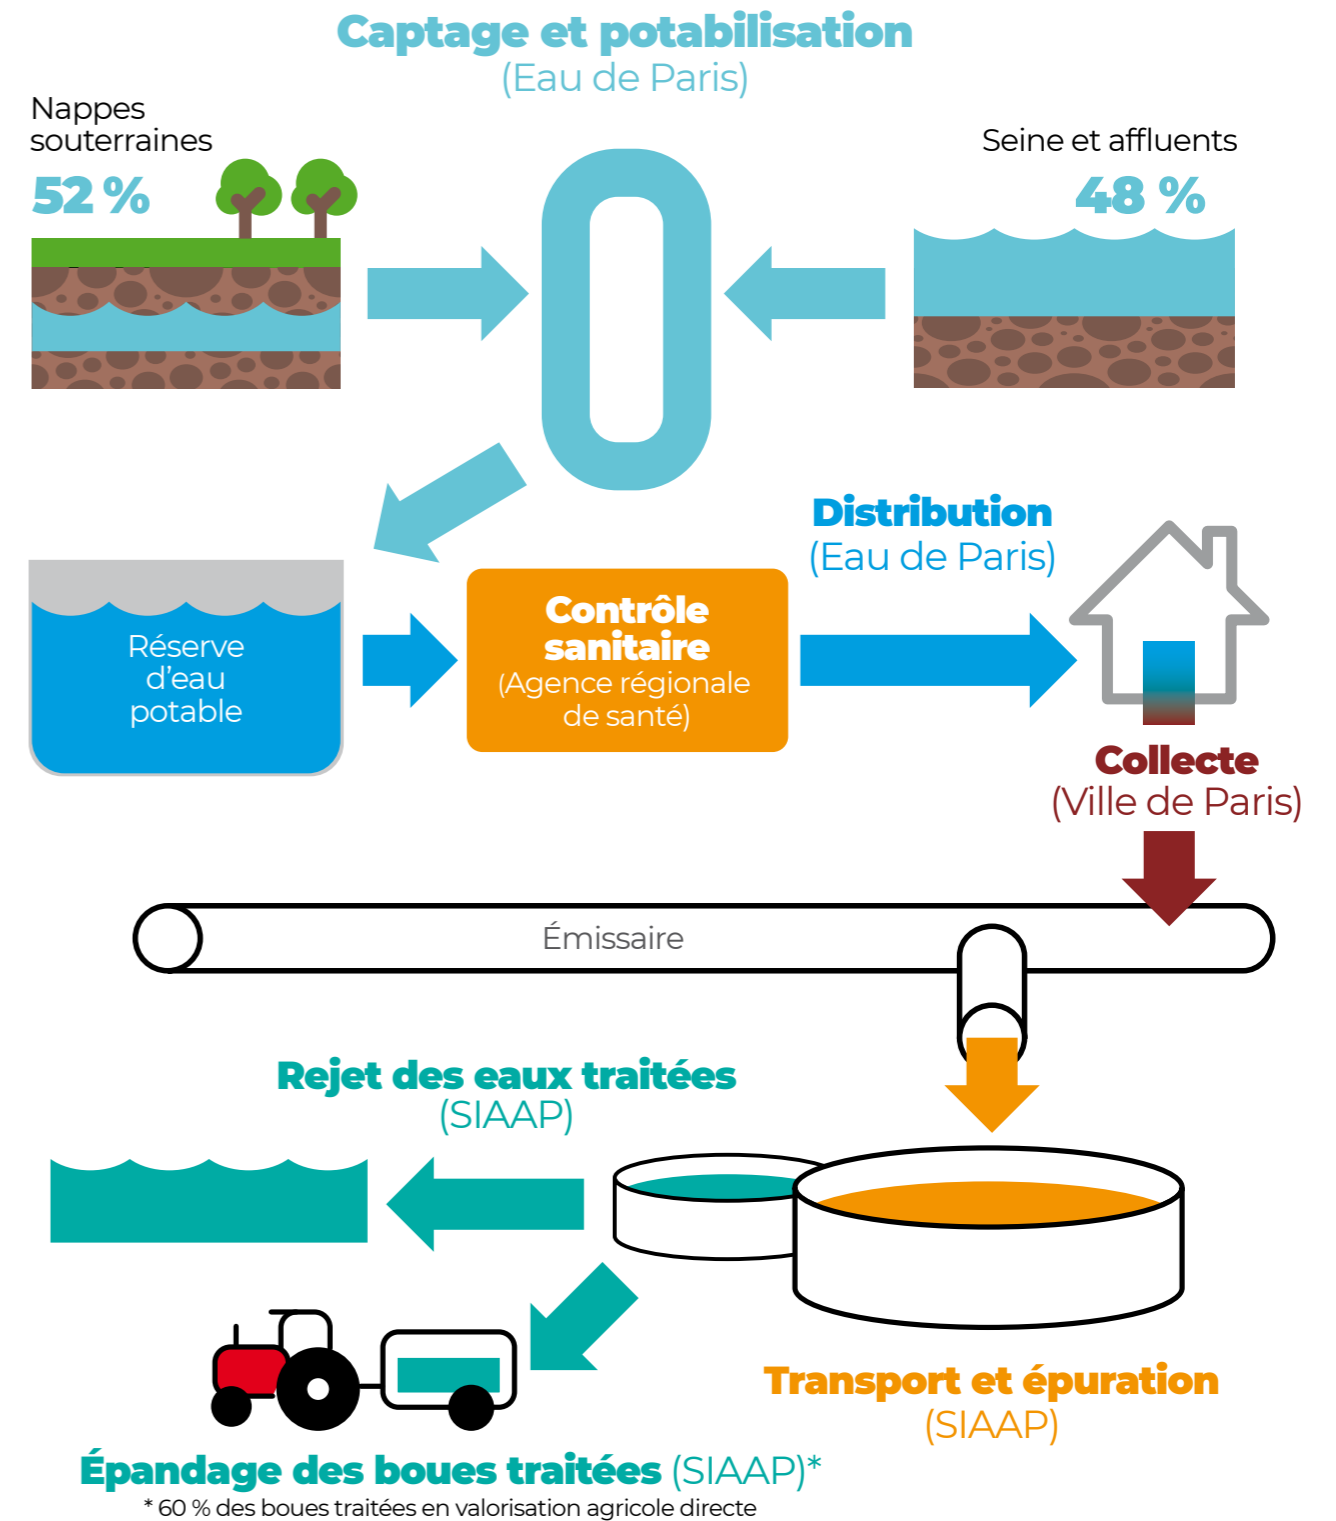 Captage et potabilisation
(Eau de Paris)
Nappes
souterraines
52 %
Seine et affluents
48 %
Distribution
(Eau de Paris)
Réserve
d’eau
potable
Contrôle
sanitaire
(Agence régionale
de santé)
Collecte
(Ville de Paris)
Émissaire
Rejet des eaux traitées
(SIAAP)
Transport et épuration
(SIAAP)
Épandage des boues traitées (SIAAP)*
* 60 % des boues traitées en valorisation agricole directe